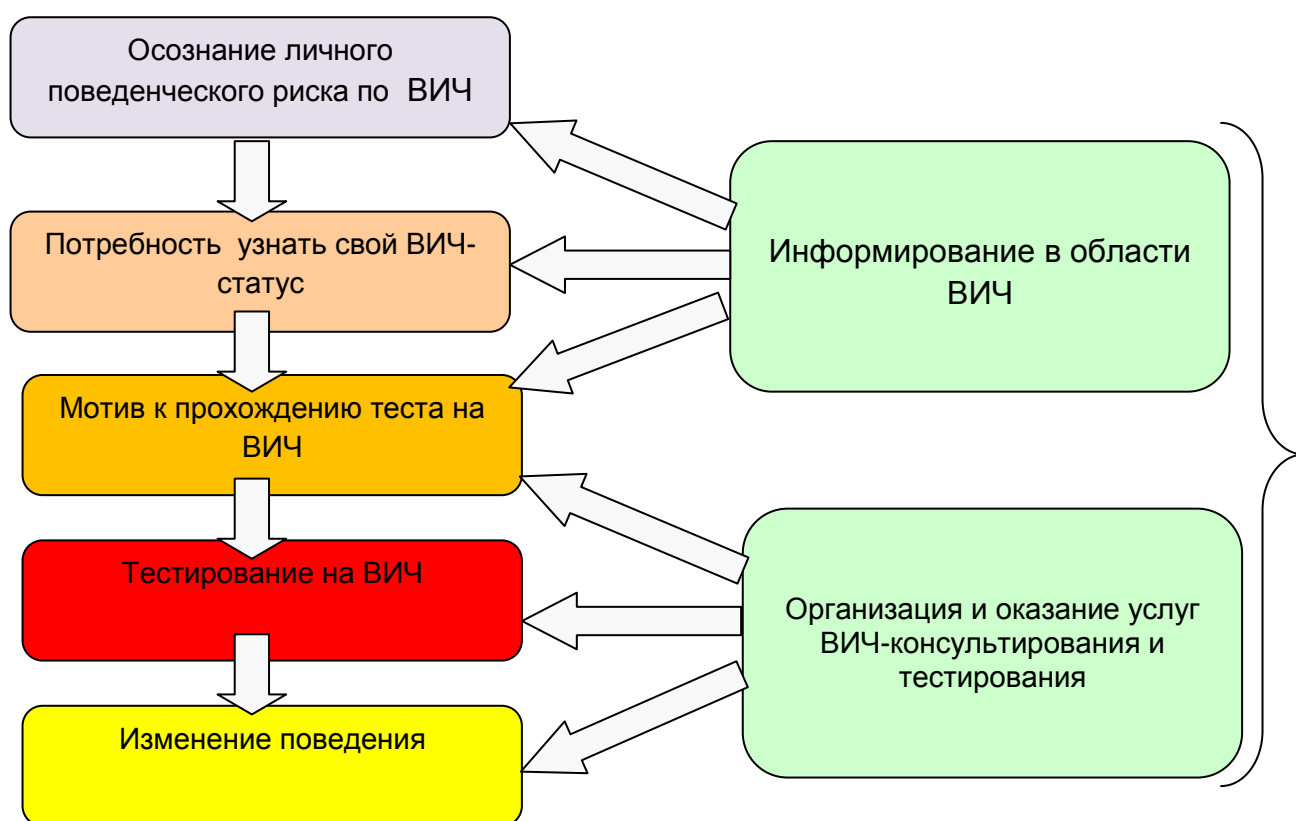 Осознание личного
поведенческого риска по ВИЧ
Потребность узнать свой ВИЧ-
статус
Мотив к прохождению теста на
ВИЧ
Тестирование на ВИЧ
Изменение поведения
Информирование в области
ВИЧ
Организация и оказание услуг
ВИЧ-консультирования и
тестирования